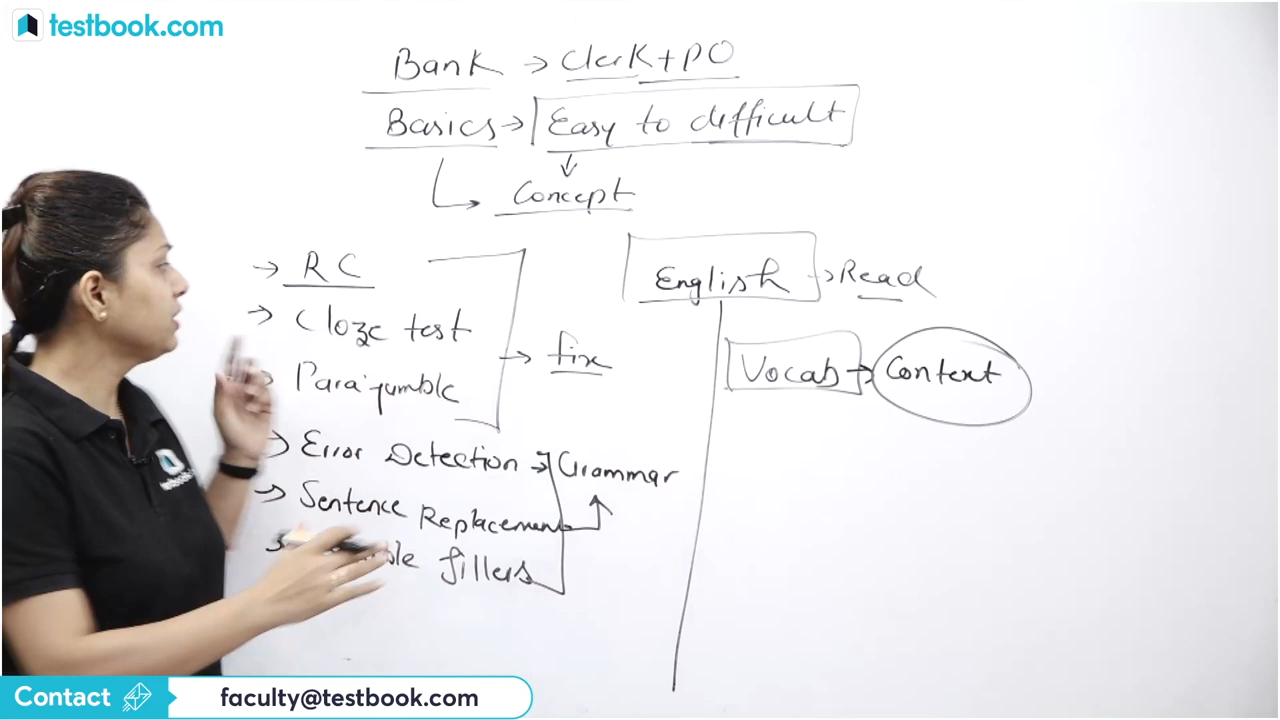 testbook.com
Bank → Clerk + PO
Basics → Easy to difficult
Concept
→ RC
→ Cloze test
→ Para jumble
→ fix
→ Error Detection → Grammar
→ Sentence Replacement
fillers
English → Read
Vocab → Context
Contact faculty@testbook.com